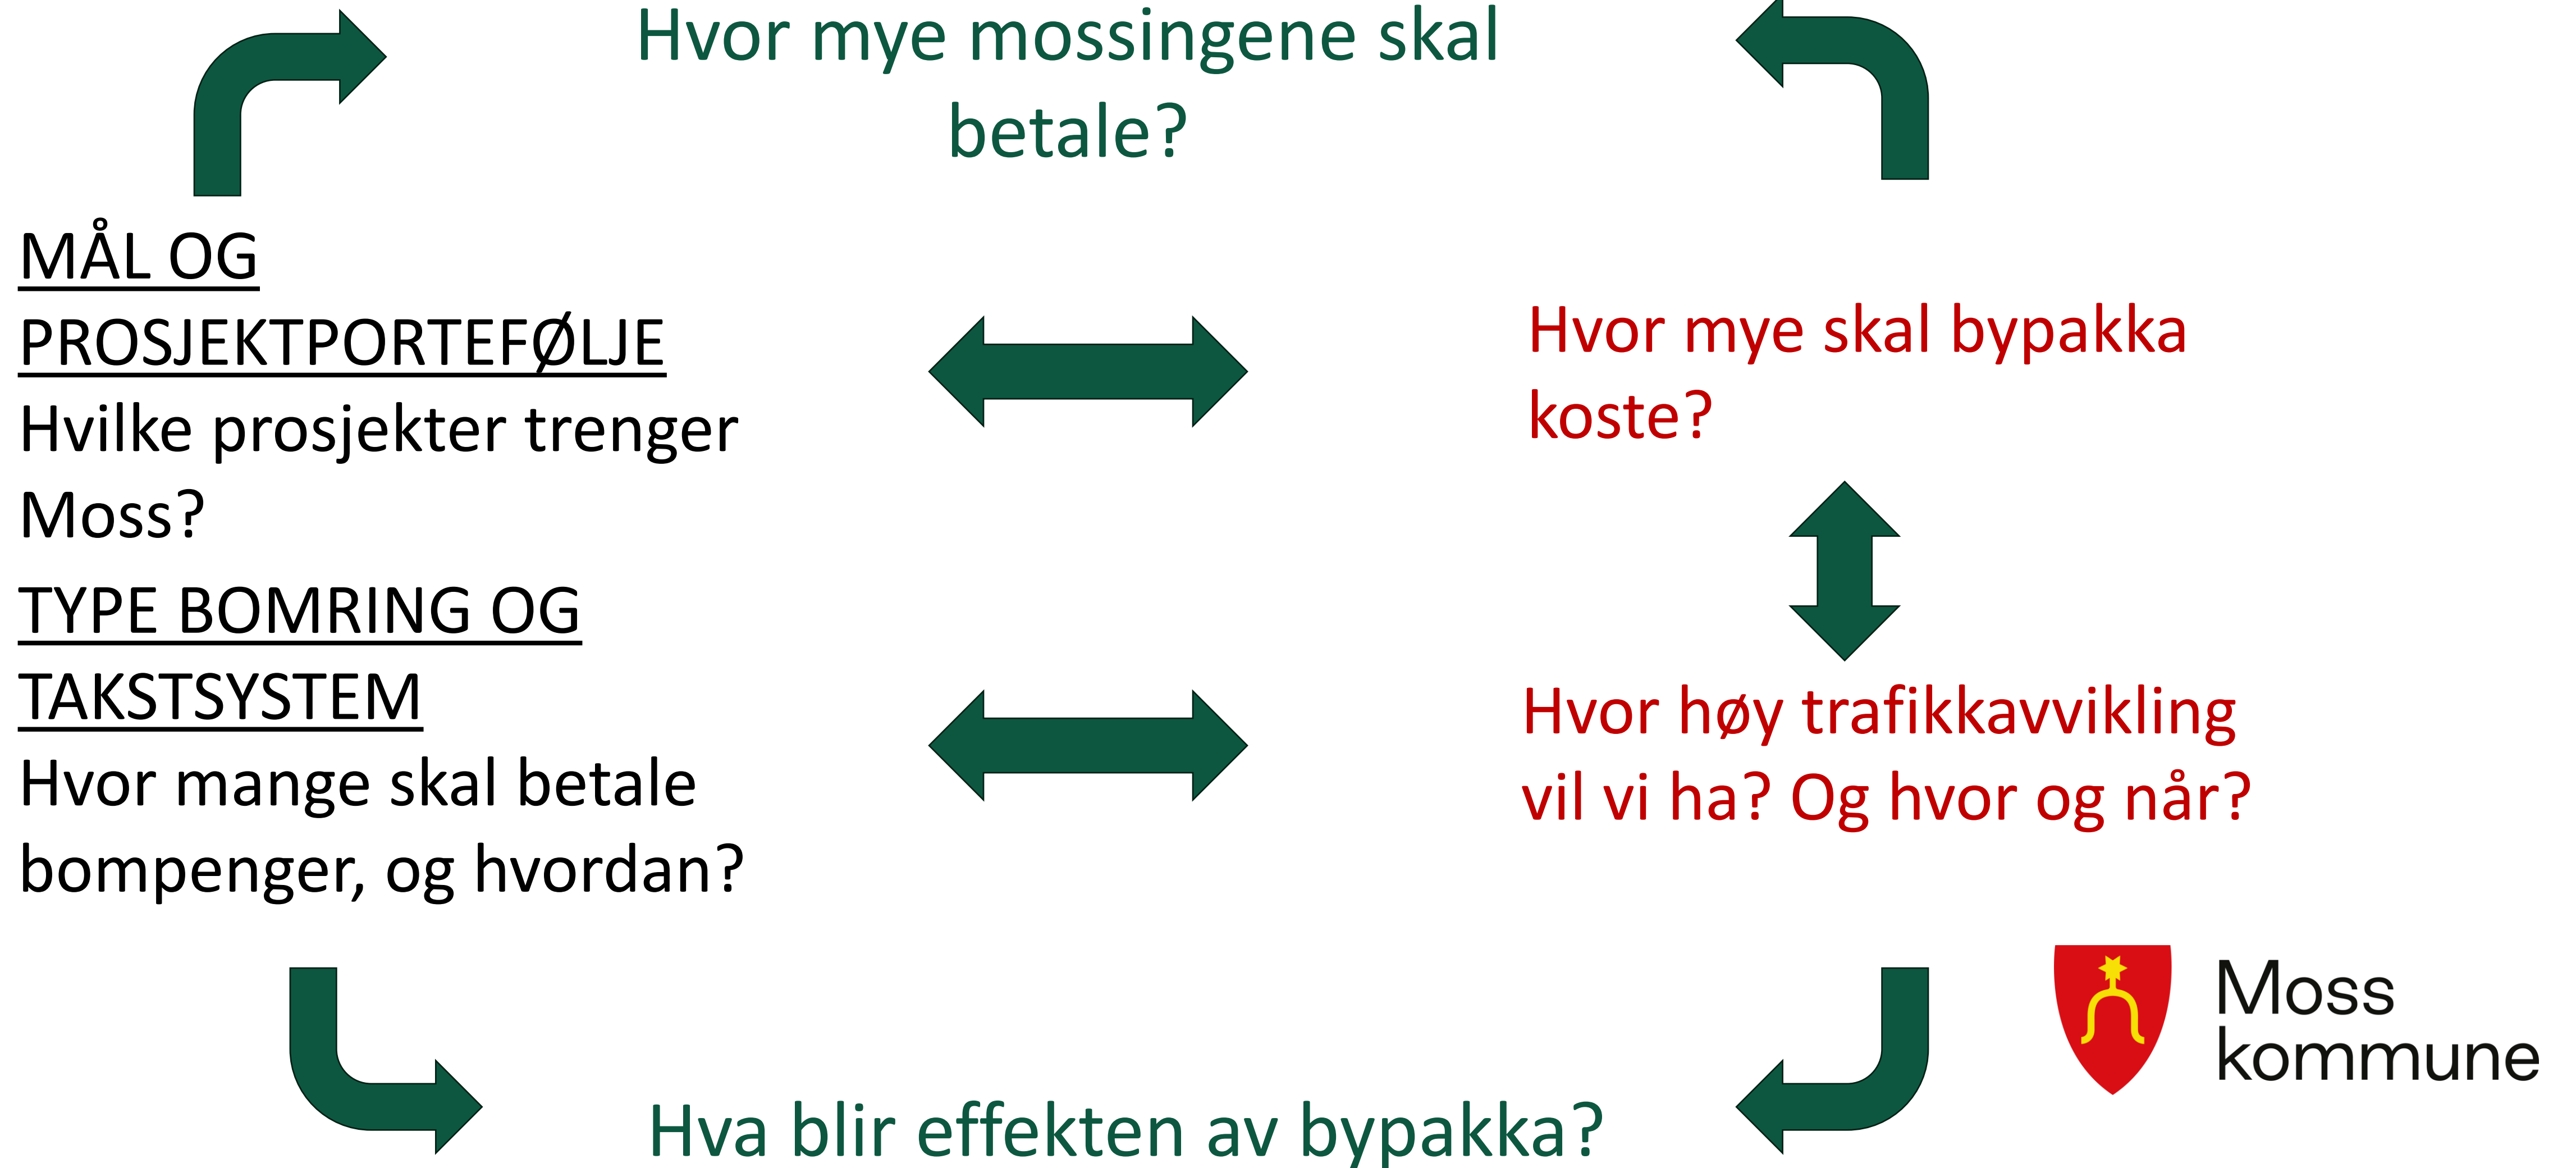 Hvor mye mossingene skal
betale?
MÅL OG
PROSJEKTPORTEFØLJE
Hvilke prosjekter trenger
Moss?
Hvor mye skal bypakka
koste?
TYPE BOMRING OG
TAKSTSYSTEM
Hvor mange skal betale
bompenger, og hvordan?
Hvor høy trafikkavvikling
vil vi ha? Og hvor og når?
Hva blir effekten av bypakka?
Moss
kommune